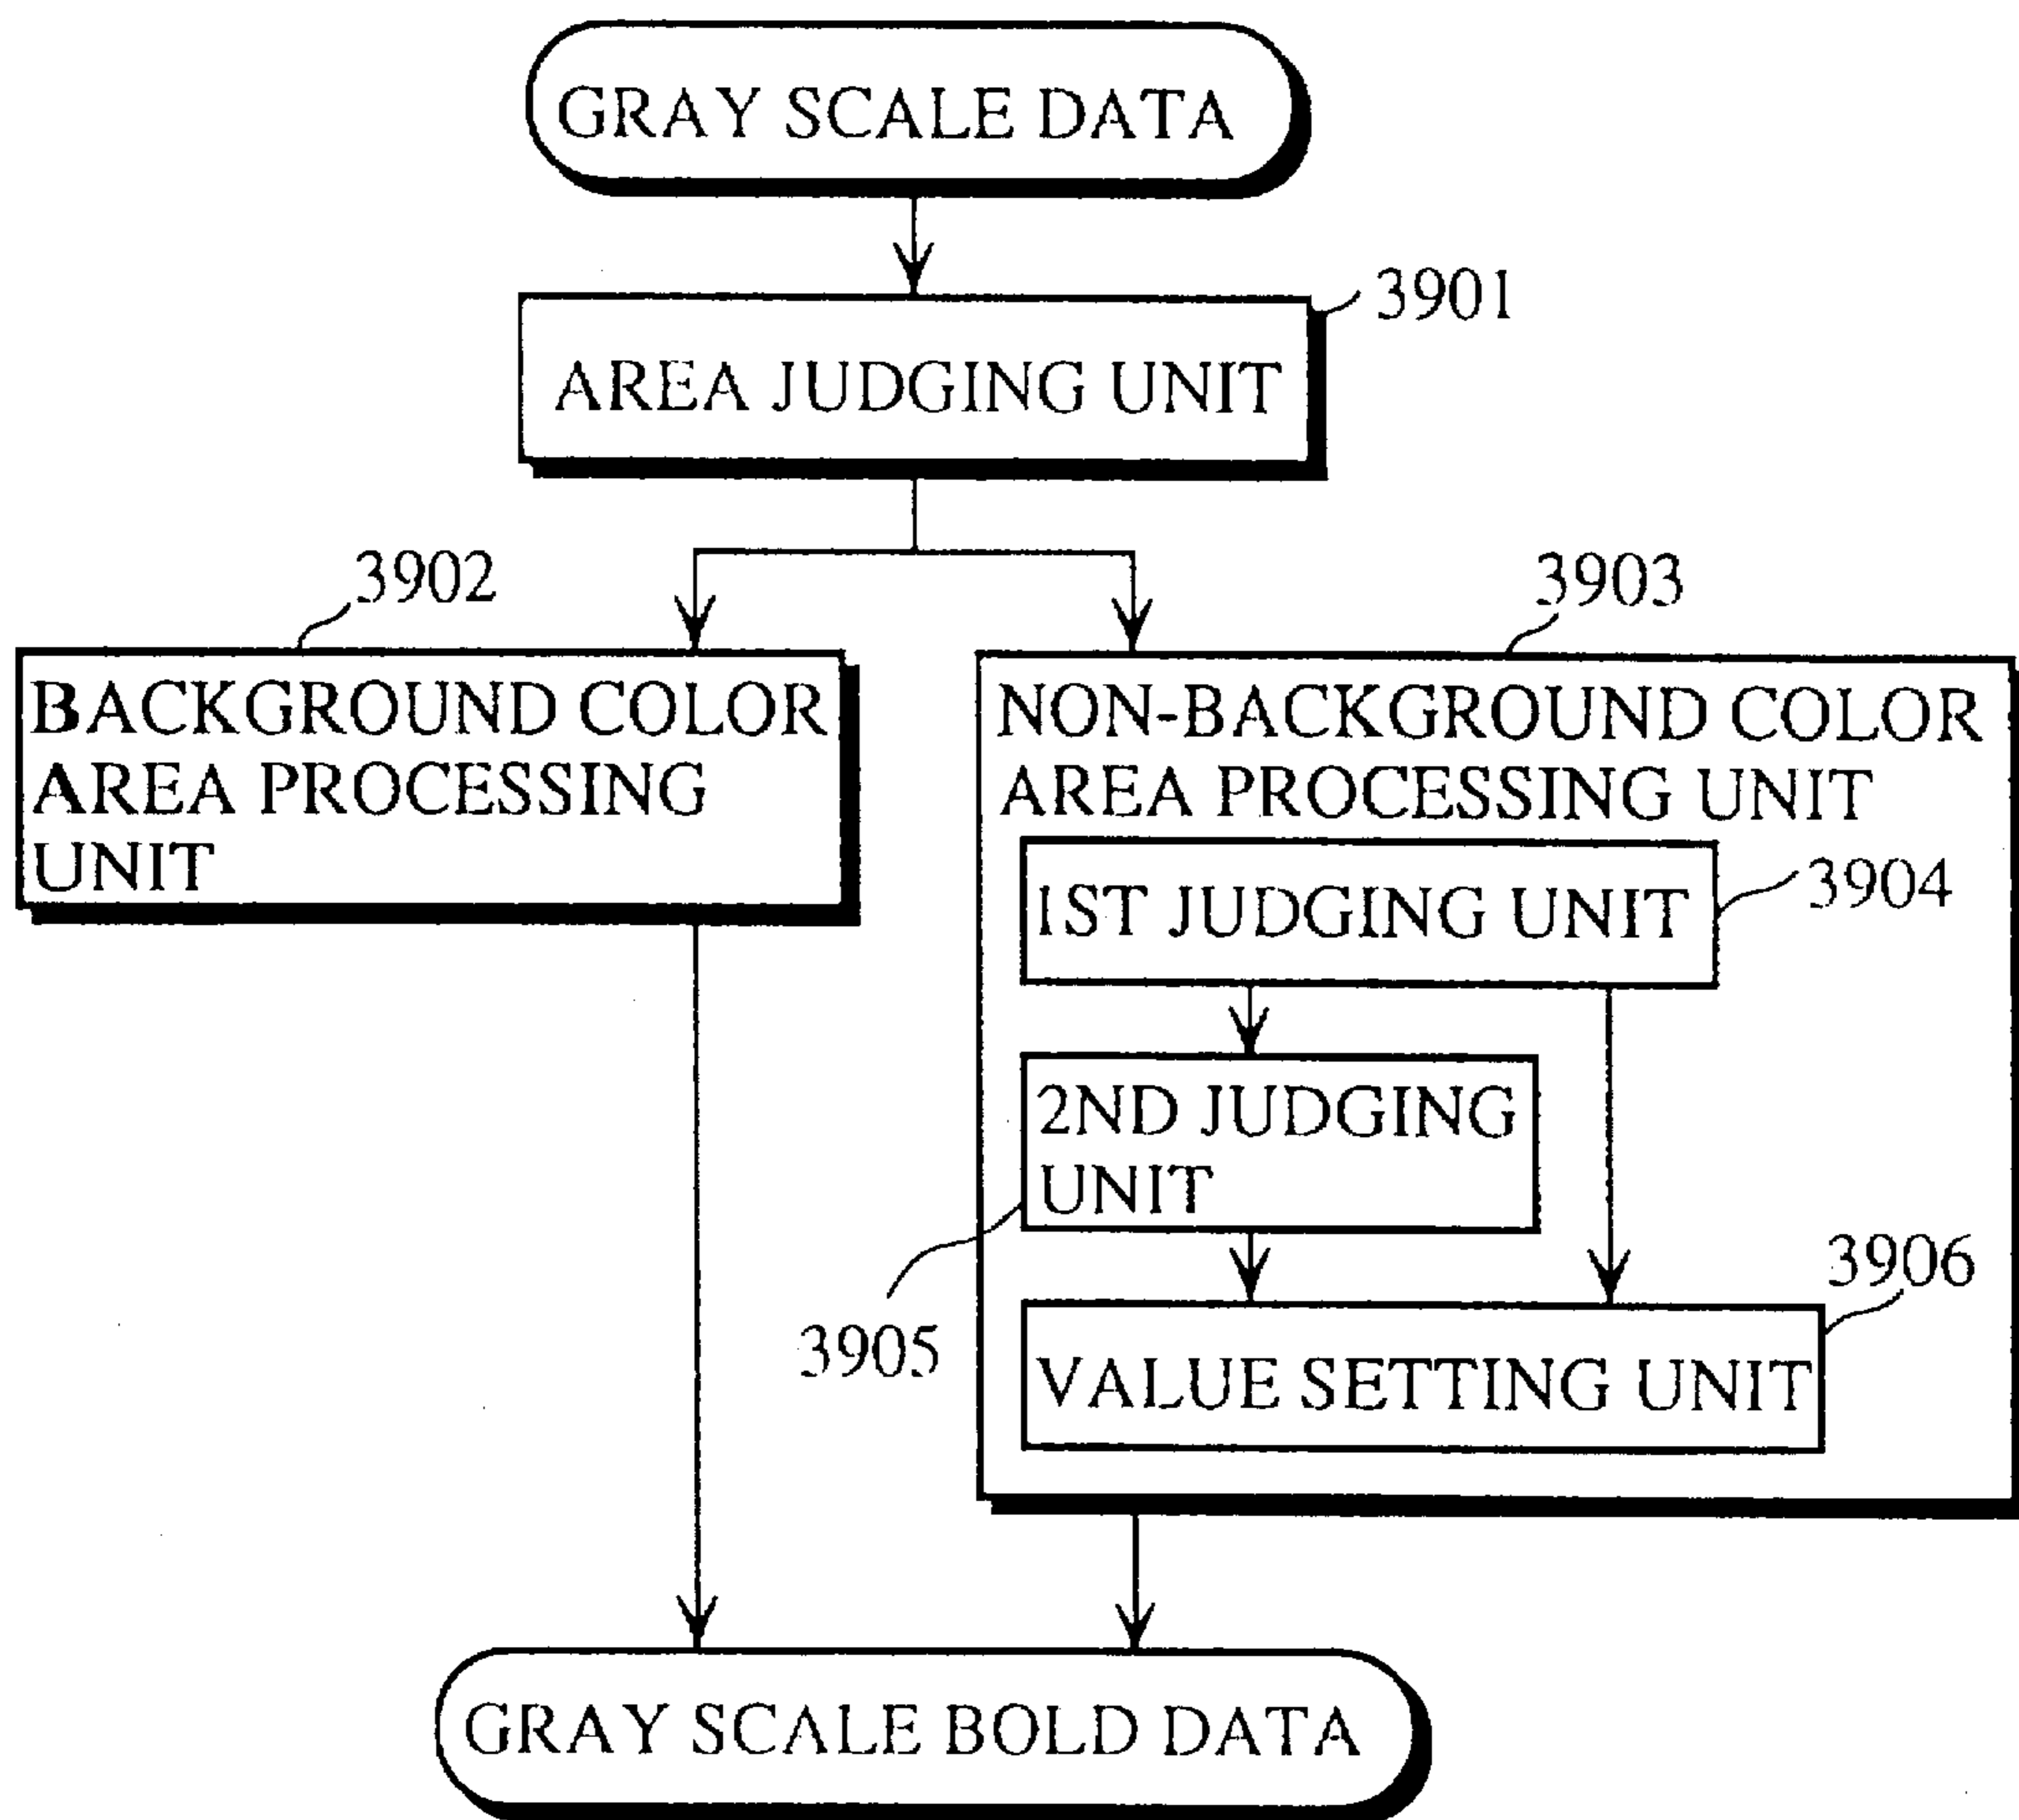 GRAY SCALE DATA
3901
AREA JUDGING UNIT
3902
3903
BACKGROUND COLOR
AREA PROCESSING
UNIT
NON-BACKGROUND COLOR
AREA PROCESSING UNIT
1ST JUDGING UNIT
3904
2ND JUDGING
UNIT
3905
3906
VALUE SETTING UNIT
GRAY SCALE BOLD DATA